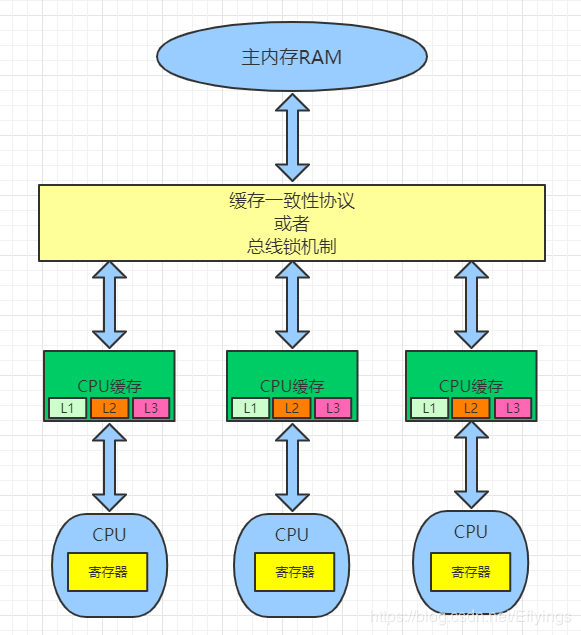 主内存RAM
缓存一致性协议
或者
总线锁机制
CPU缓存
L1 L2 L3
CPU缓存
L1 L2 L3
CPU缓存
L1 L2 L3
CPU
寄存器
CPU
寄存器
CPU
寄存器
https://blog.csdn.net/Eflyings